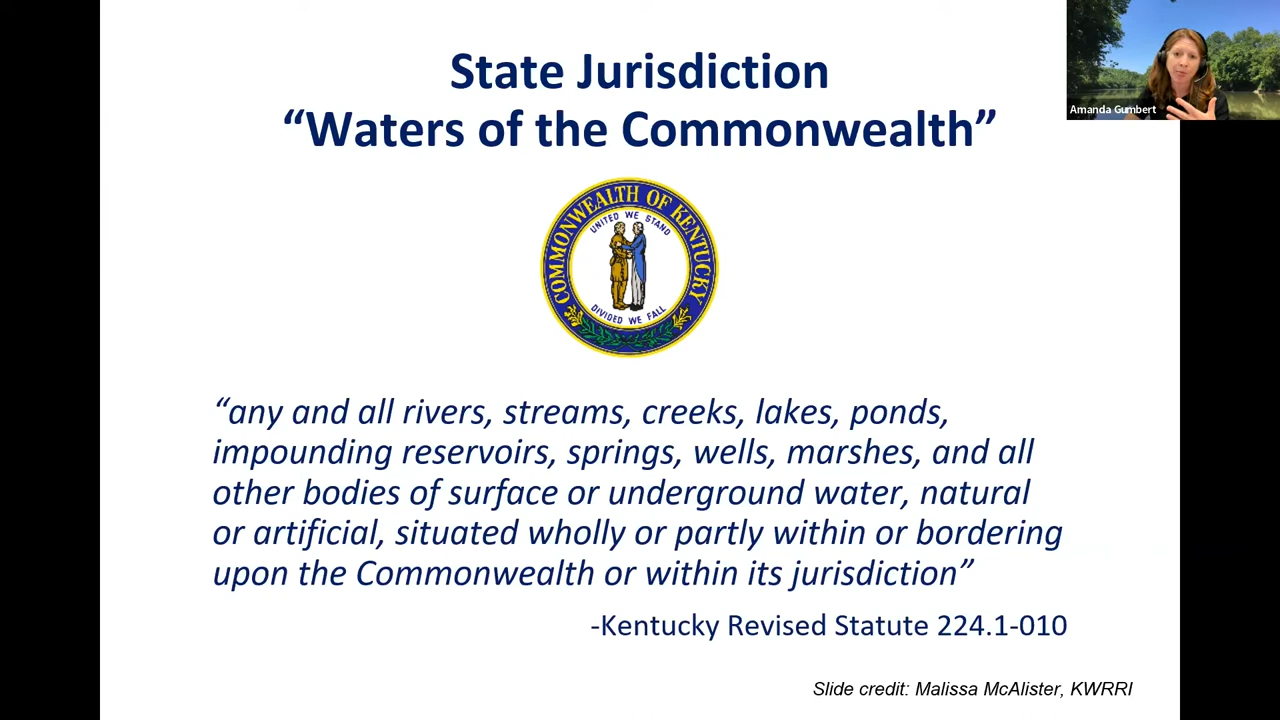 State Jurisdiction
“Waters of the Commonwealth”
Amanda Gumbert
COMMONWEALTH OF KENTUCKY
UNITED WE STAND
DIVIDED WE FALL
“any and all rivers, streams, creeks, lakes, ponds,
impounding reservoirs, springs, wells, marshes, and all
other bodies of surface or underground water, natural
or artificial, situated wholly or partly within or bordering
upon the Commonwealth or within its jurisdiction”
-Kentucky Revised Statute 224.1-010
Slide credit: Malissa McAlister, KWRRI